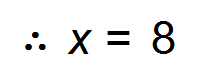 ∴ x = 8